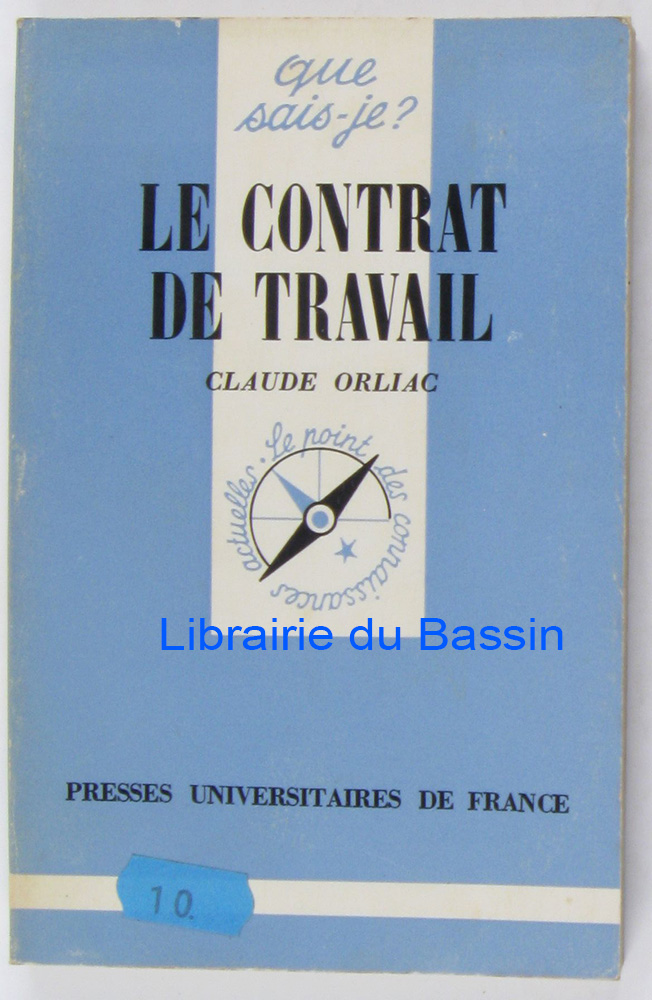 que
sais-je?
LE CONTRAT
DE TRAVAIL
CLAUDE ORLIAC
le point des connaissances actuelles.
Librairie du Bassin
PRESSES UNIVERSITAIRES DE FRANCE
10.